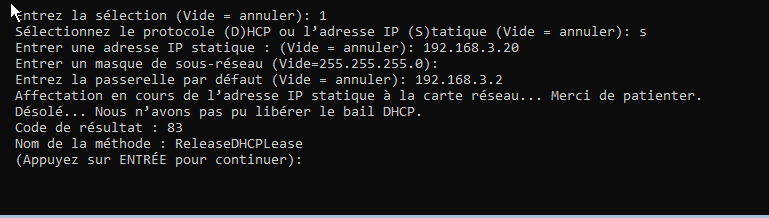 Entrez la sélection (Vide = annuler): 1
Sélectionnez le protocole (D)HCP ou l’adresse IP (S)tatique (Vide = annuler): s
Entrer une adresse IP statique : (Vide = annuler): 192.168.3.20
Entrer un masque de sous-réseau (Vide=255.255.255.0):
Entrez la passerelle par défaut (Vide = annuler): 192.168.3.2
Affectation en cours de l’adresse IP statique à la carte réseau... Merci de patienter.
Désolé... Nous n’avons pas pu libérer le bail DHCP.
Code de résultat : 83
Nom de la méthode : ReleaseDHCPLease
(Appuyez sur ENTRÉE pour continuer):